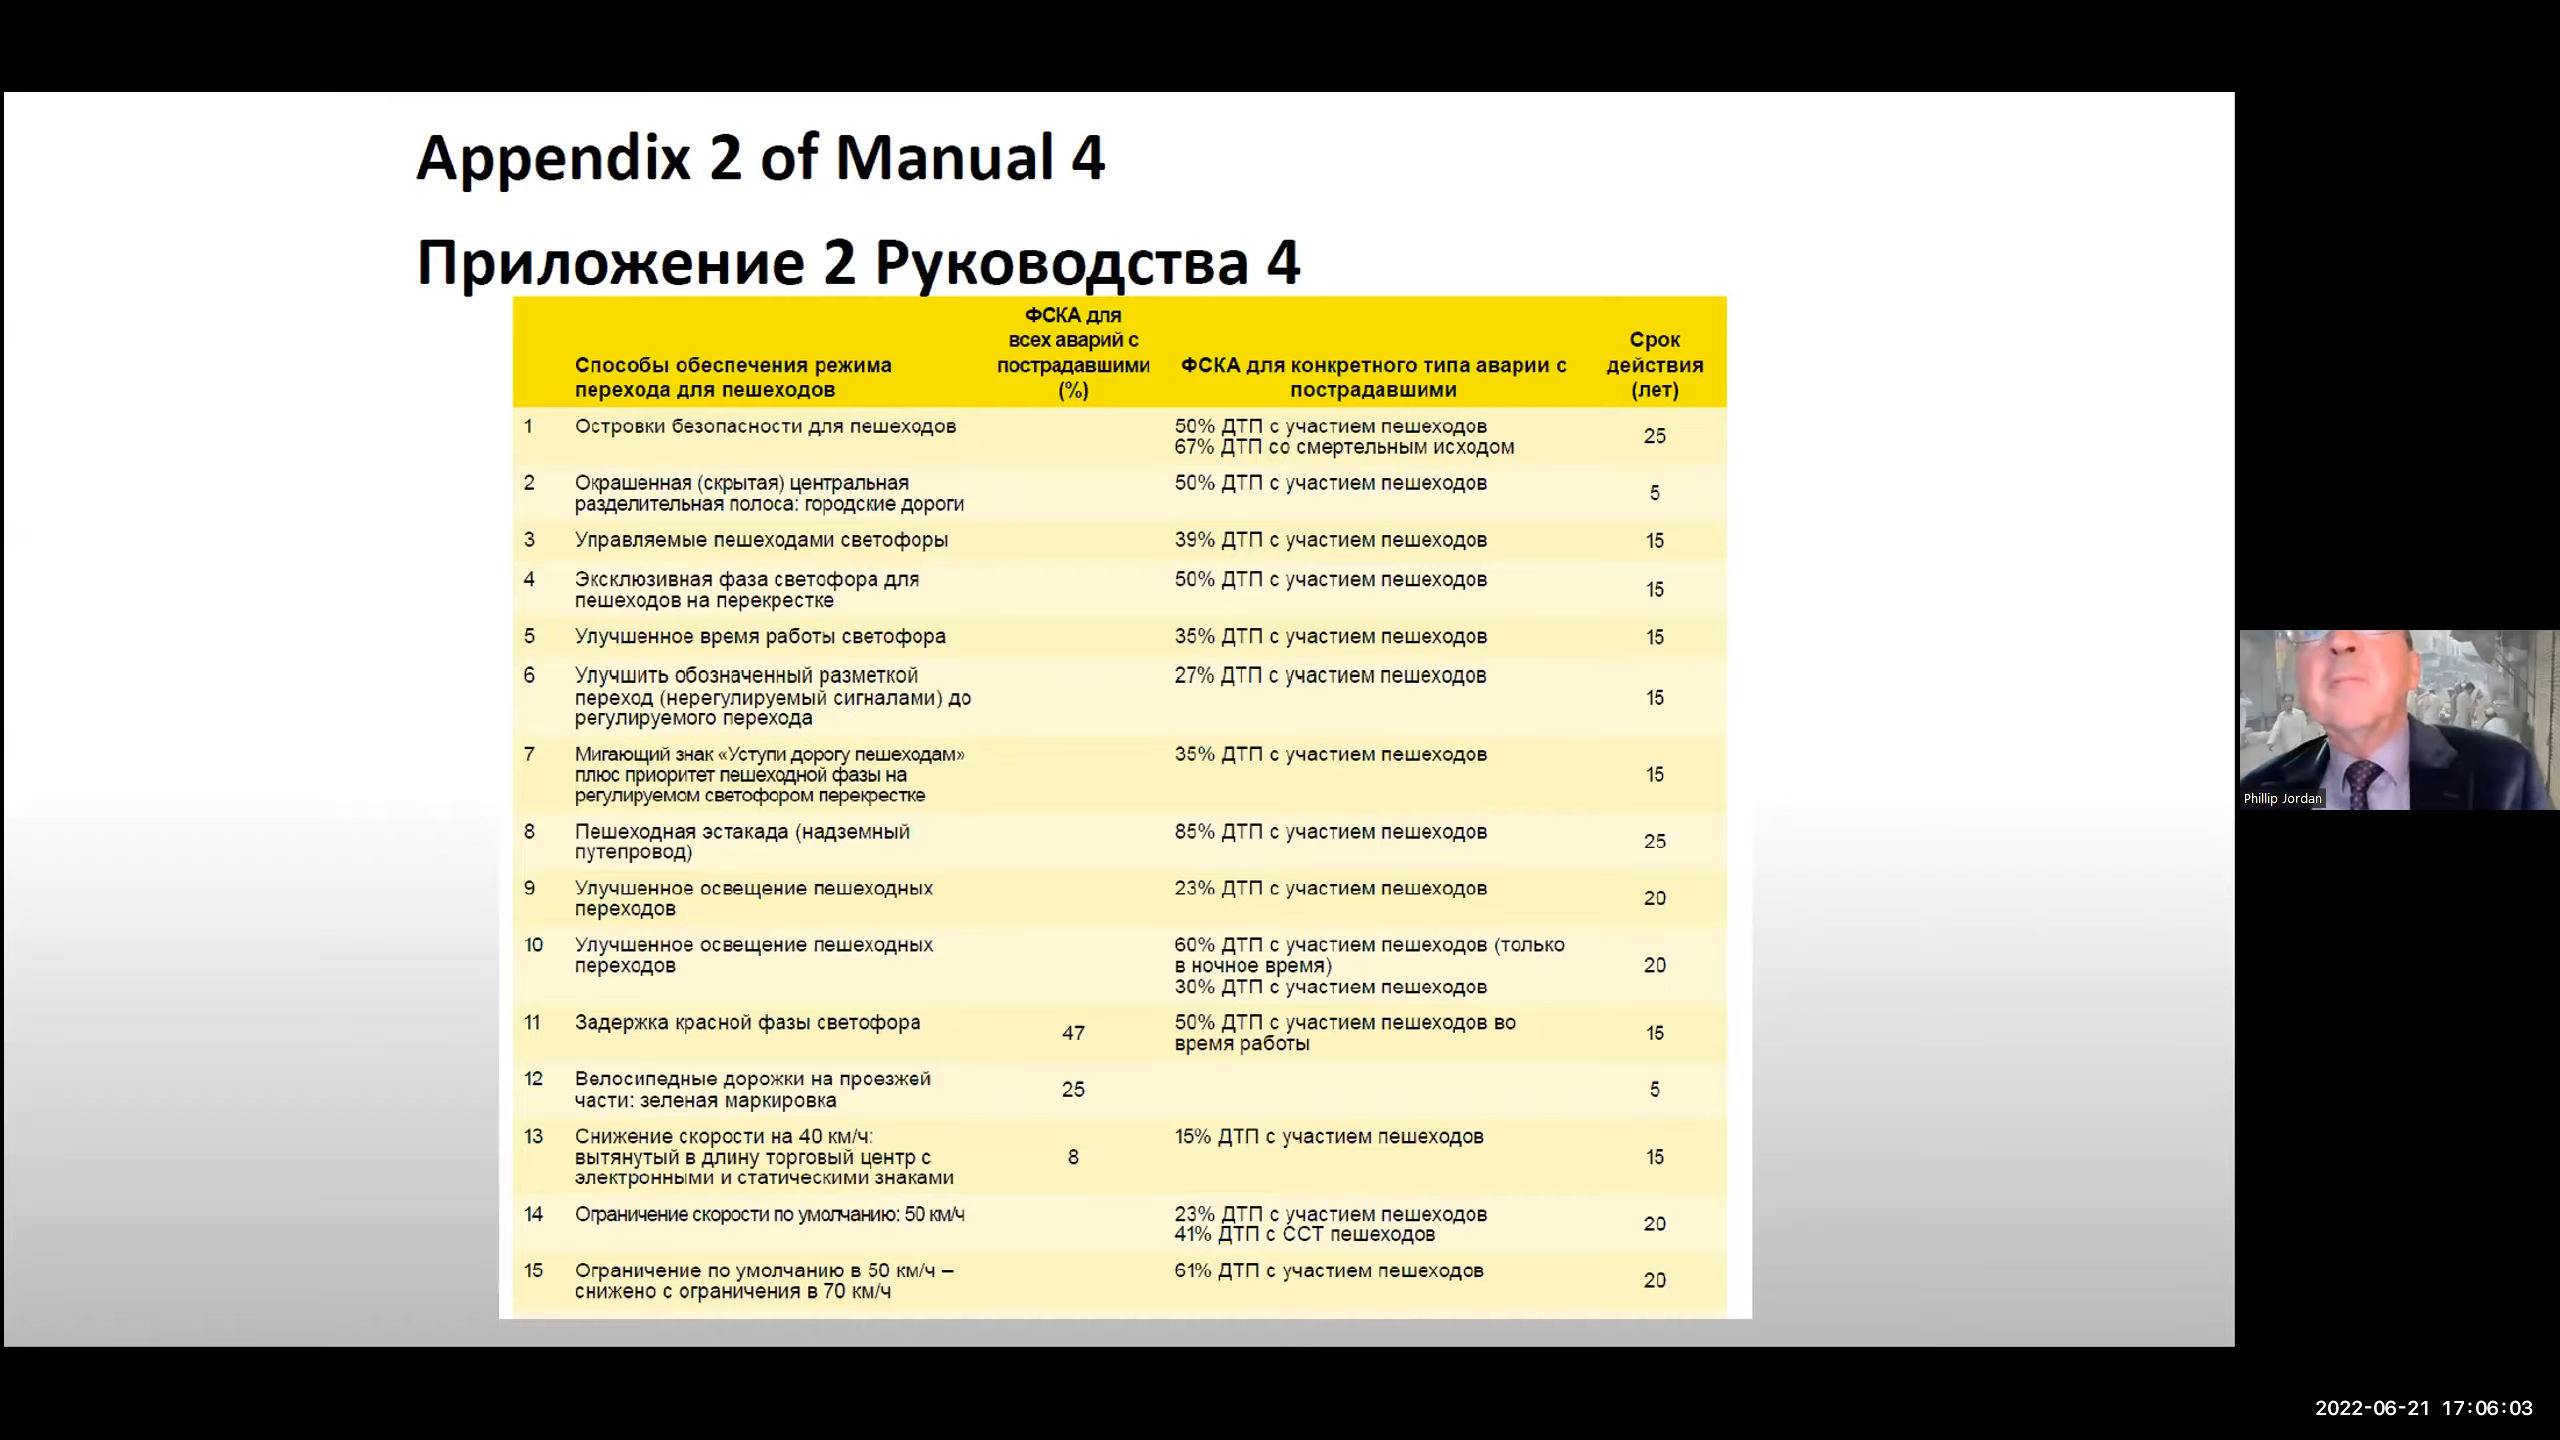 Appendix 2 of Manual 4
Приложение 2 Руководства 4
Способы обеспечения режима
перехода для пешеходов
ФСКА для
всех аварий с
пострадавшими
(%)
ФСКА для конкретного типа аварии с
пострадавшими
Срок
действия
(лет)
1 Островки безопасности для пешеходов
50% ДТП с участием пешеходов
67% ДТП со смертельным исходом
25
2 Окрашенная (скрытая) центральная
разделительная полоса: городские дороги
50% ДТП с участием пешеходов
5
3 Управляемые пешеходами светофоры
39% ДТП с участием пешеходов
15
4 Эксклюзивная фаза светофора для
пешеходов на перекрестке
50% ДТП с участием пешеходов
15
5 Улучшенное время работы светофора
35% ДТП с участием пешеходов
15
6 Улучшить обозначенный разметкой
переход (нерегулируемый сигналами) до
регулируемого перехода
27% ДТП с участием пешеходов
15
7 Мигающий знак «Уступи дорогу пешеходам»
плюс приоритет пешеходной фазы на
регулируемом светофором перекрестке
35% ДТП с участием пешеходов
15
8 Пешеходная эстакада (надземный
путепровод)
85% ДТП с участием пешеходов
25
9 Улучшенное освещение пешеходных
переходов
23% ДТП с участием пешеходов
20
10 Улучшенное освещение пешеходных
переходов
60% ДТП с участием пешеходов (только
в ночное время)
30% ДТП с участием пешеходов
20
11 Задержка красной фазы светофора
47
50% ДТП с участием пешеходов во
время работы
15
12 Велосипедные дорожки на проезжей
части: зеленая маркировка
25
5
13 Снижение скорости на 40 км/ч:
вытянутый в длину торговый центр с
электронными и статическими знаками
8
15% ДТП с участием пешеходов
15
14 Ограничение скорости по умолчанию: 50 км/ч
23% ДТП с участием пешеходов
41% ДТП с ССТ пешеходов
20
15 Ограничение по умолчанию в 50 км/ч –
снижено с ограничения в 70 км/ч
61% ДТП с участием пешеходов
20
Phillip Jordan
2022-06-21 17:06:03